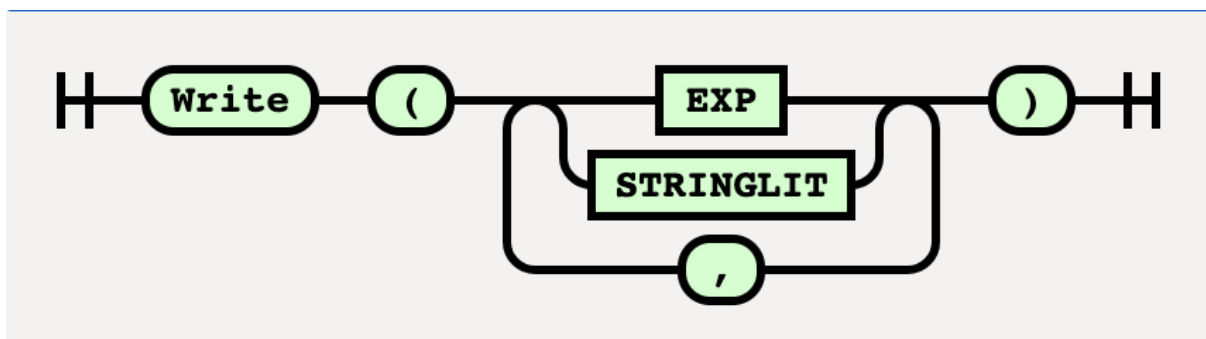 Write ( EXP )
STRINGLIT
,